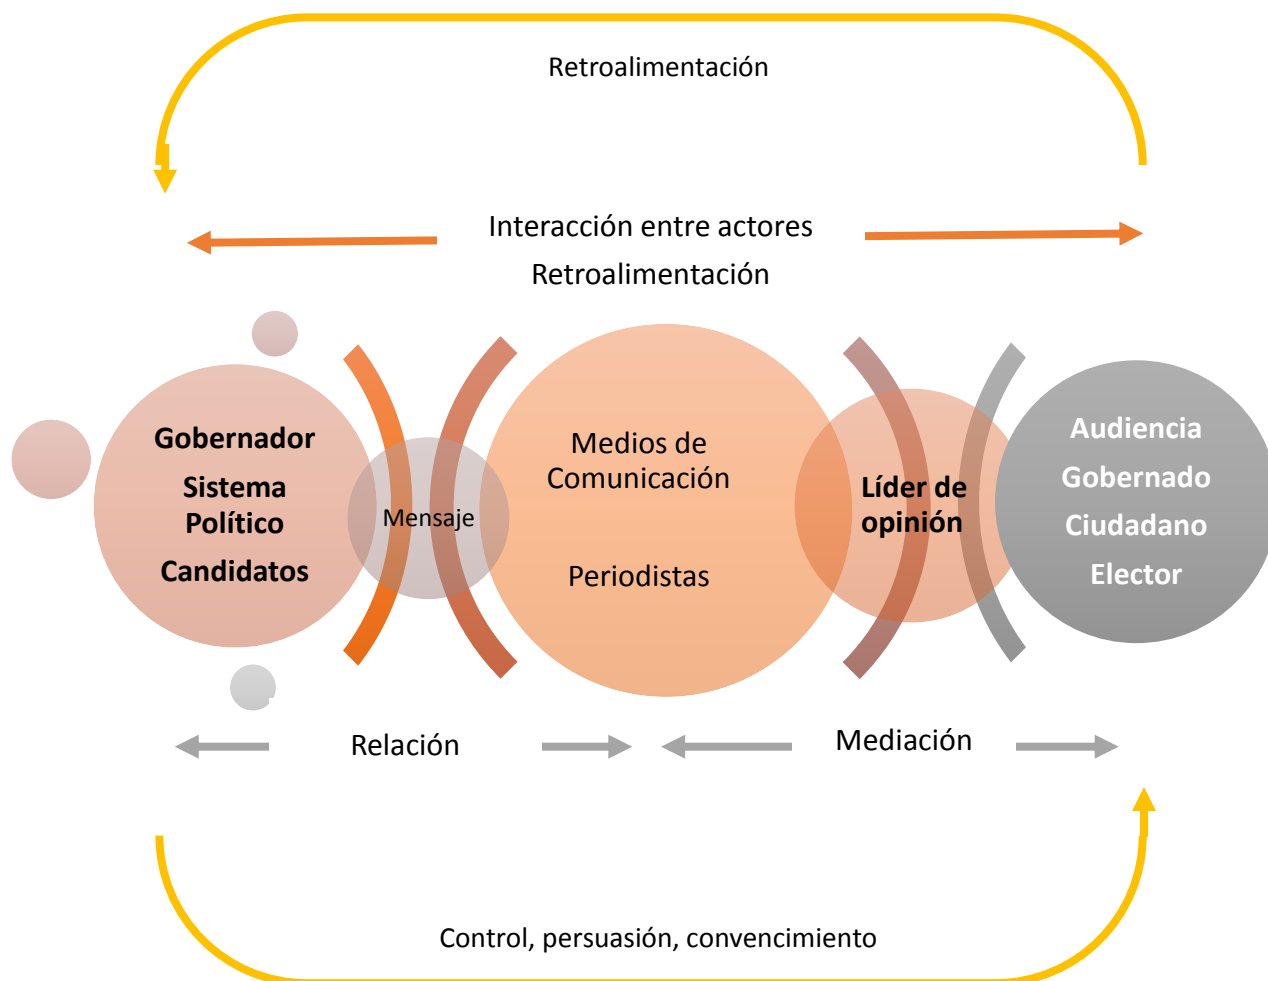 Retroalimentación
Interacción entre actores
Retroalimentación
Gobernador
Sistema
Político
Candidatos
Mensaje
Medios de
Comunicación
Periodistas
Líder de
opinión
Audiencia
Gobernado
Ciudadano
Elector
Relación
Mediación
Control, persuasión, convencimiento